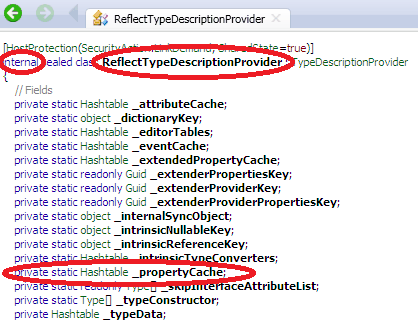 ReflectTypeDescriptionProvider
[HostProtection(SecurityAction.LinkDemand, SharedState=true)]
internal sealed class ReflectTypeDescriptionProvider : TypeDescriptionProvider
{
// Fields
private static Hashtable _attributeCache;
private static object _dictionaryKey;
private static Hashtable _editorTables;
private static Hashtable _eventCache;
private static Hashtable _extendedPropertyCache;
private static readonly Guid _extenderPropertiesKey;
private static readonly Guid _extenderProviderKey;
private static readonly Guid _extenderProviderPropertiesKey;
private static object _internalSyncObject;
private static object _intrinsicNullableKey;
private static object _intrinsicReferenceKey;
private static Hashtable _intrinsicTypeConverters;
private static Hashtable _propertyCache;
private static readonly Type[] _skipInterfaceAttributeList;
private static Type[] _typeConstructor;
private Hashtable _typeData;